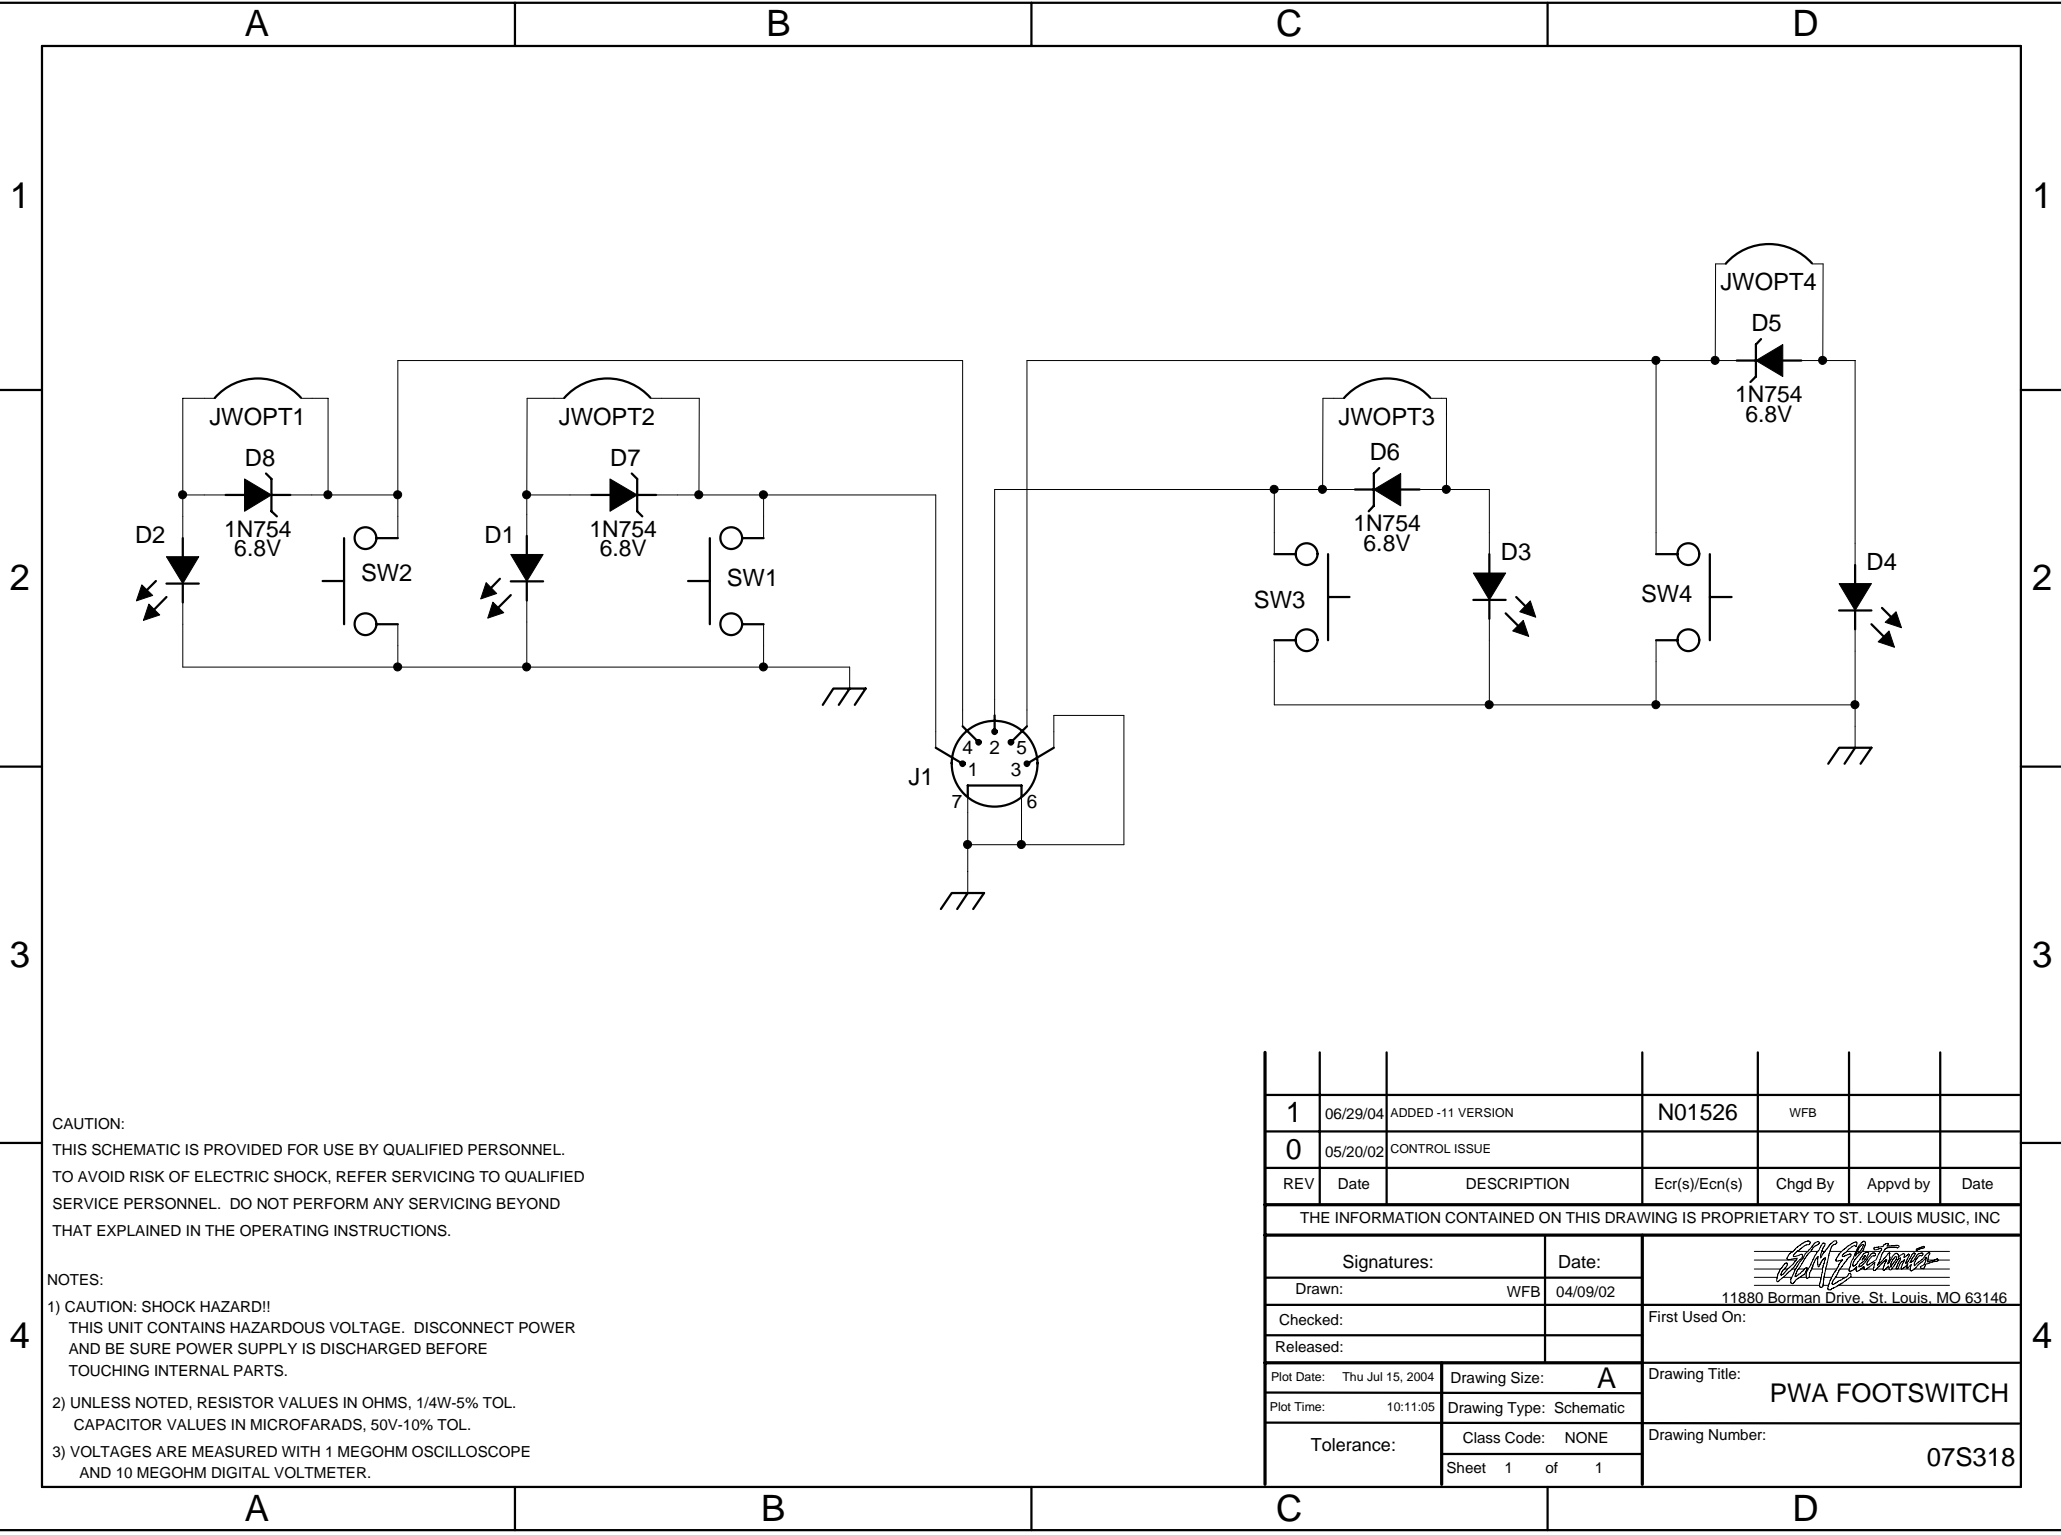 A B C D
1 1
JWOPT4
D5
1N754
6.8V
JWOPT1 JWOPT2 JWOPT3
D8 D7 D6
1N754 1N754 1N754
6.8V 6.8V 6.8V
D2 D1 D3 D4
SW2 SW1 SW3 SW4
2 2
4 2 5
J1 1 3
7 6
3 3
CAUTION:
THIS SCHEMATIC IS PROVIDED FOR USE BY QUALIFIED PERSONNEL.
TO AVOID RISK OF ELECTRIC SHOCK, REFER SERVICING TO QUALIFIED
SERVICE PERSONNEL. DO NOT PERFORM ANY SERVICING BEYOND
THAT EXPLAINED IN THE OPERATING INSTRUCTIONS.
NOTES:
1) CAUTION: SHOCK HAZARD!!
THIS UNIT CONTAINS HAZARDOUS VOLTAGE. DISCONNECT POWER
AND BE SURE POWER SUPPLY IS DISCHARGED BEFORE
TOUCHING INTERNAL PARTS.
2) UNLESS NOTED, RESISTOR VALUES IN OHMS, 1/4W-5% TOL.
CAPACITOR VALUES IN MICROFARADS, 50V-10% TOL.
3) VOLTAGES ARE MEASURED WITH 1 MEGOHM OSCILLOSCOPE
AND 10 MEGOHM DIGITAL VOLTMETER.
1 06/29/04 ADDED -11 VERSION N01526 WFB
0 05/20/02 CONTROL ISSUE
REV Date DESCRIPTION Ecr(s)/Ecn(s) Chgd By Appvd by Date
THE INFORMATION CONTAINED ON THIS DRAWING IS PROPRIETARY TO ST. LOUIS MUSIC, INC
Signatures: Date:
SLM Electronics
Drawn: WFB 04/09/02
11880 Borman Drive, St. Louis, MO 63146
Checked:
First Used On:
Released:
Plot Date: Thu Jul 15, 2004 Drawing Size: A
Drawing Title:
PWA FOOTSWITCH
Plot Time: 10:11:05 Drawing Type: Schematic
Tolerance: Class Code: NONE
Drawing Number:
07S318
Sheet 1 of 1
4 4
A B C D